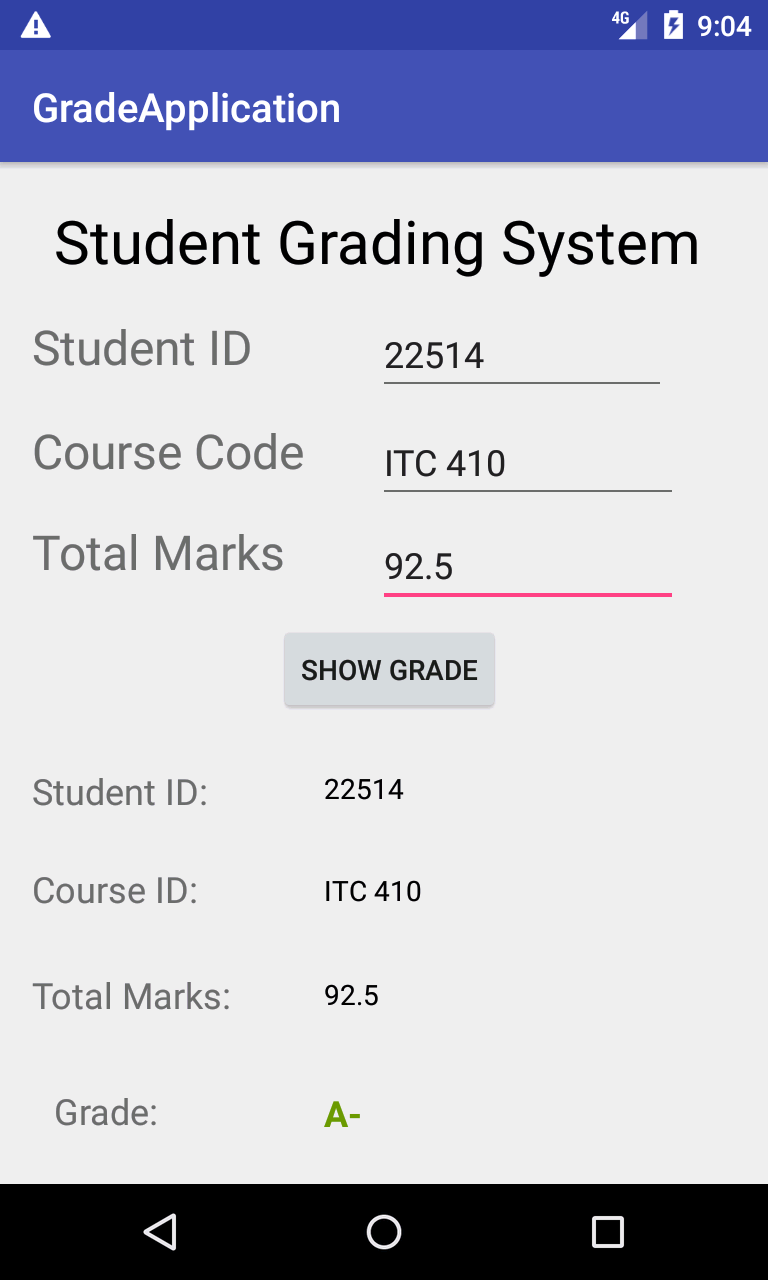 4G 9:04
GradeApplication
Student Grading System
Student ID 22514
Course Code ITC 410
Total Marks 92.5
SHOW GRADE
Student ID: 22514
Course ID: ITC 410
Total Marks: 92.5
Grade: A-